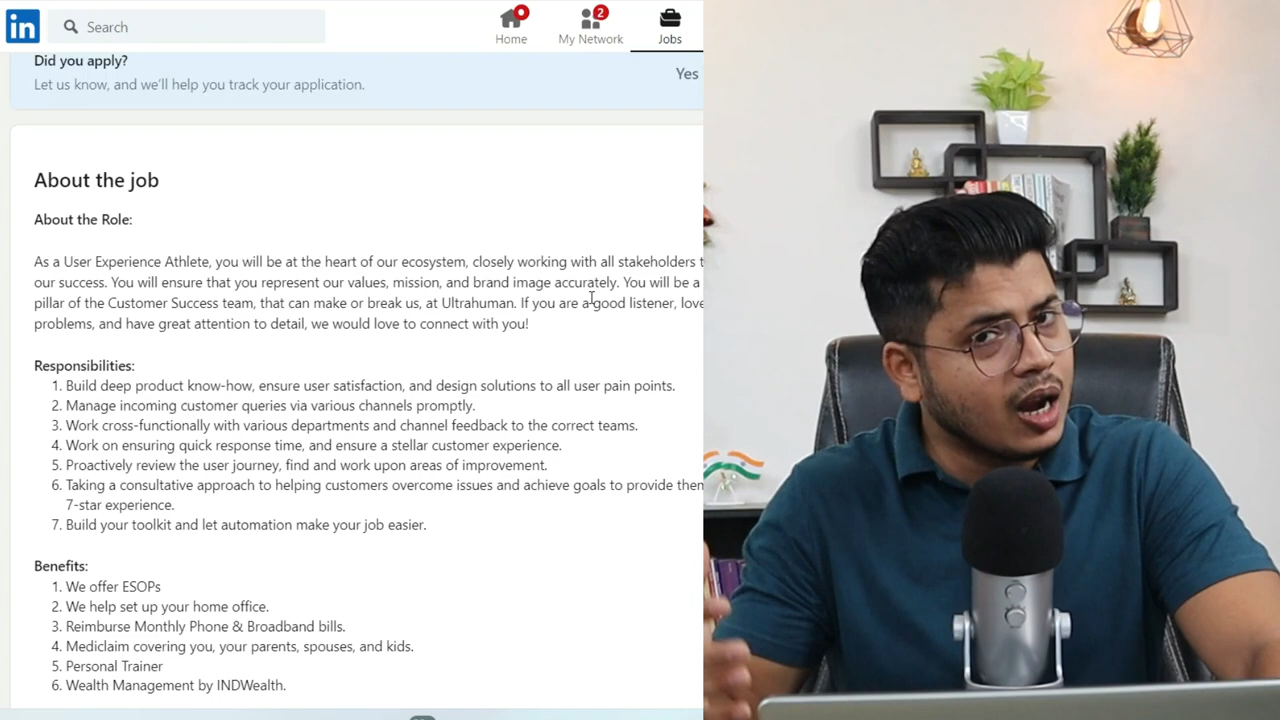 in
Search
2
Home
My Network
Jobs
Did you apply?
Let us know, and we'll help you track your application.
Yes
About the job
About the Role:
As a User Experience Athlete, you will be at the heart of our ecosystem, closely working with all stakeholders
our success. You will ensure that you represent our values, mission, and brand image accurately. You will be a
pillar of the Customer Success team, that can make or break us, at Ultrahuman. If you are a good listener,
problems, and have great attention to detail, we would love to connect with you!
Responsibilities:
1. Build deep product know-how, ensure user satisfaction, and design solutions to all user pain points.
2. Manage incoming customer queries via various channels promptly.
3. Work cross-functionally with various departments and channel feedback to the correct teams.
4. Work on ensuring quick response time, and ensure a stellar customer experience.
5. Proactively review the user journey, find and work upon areas of improvement.
6. Taking a consultative approach to helping customers overcome issues and achieve goals to provide
7-star experience.
7. Build your toolkit and let automation make your job easier.
Benefits:
1. We offer ESOPs
2. We help set up your home office.
3. Reimburse Monthly Phone & Broadband bills.
4. Mediclaim covering you, your parents, spouses, and kids.
5. Personal Trainer
6. Wealth Management by INDWealth.